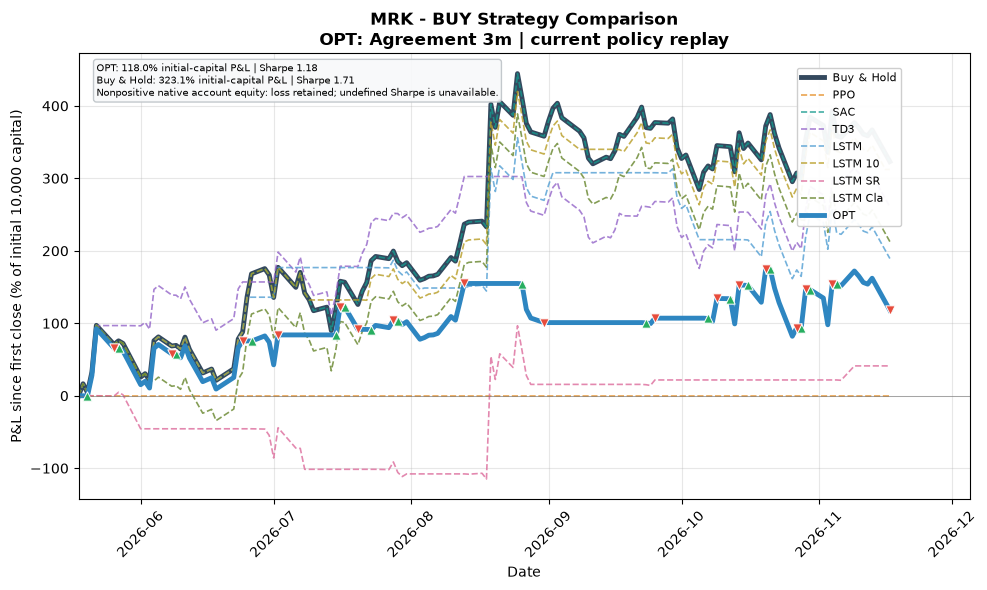 MRK - BUY Strategy Comparison
OPT: Agreement 3m | current policy replay
OPT: 118.0% initial-capital P&L | Sharpe 1.18
Buy & Hold: 323.1% initial-capital P&L | Sharpe 1.71
Nonpositive native account equity: loss retained; undefined Sharpe is unavailable.
Buy & Hold
PPO
SAC
TD3
LSTM
LSTM 10
LSTM SR
LSTM Cla
OPT
P&L since first close (% of initial 10,000 capital)
400
300
200
100
0
−100
2026-06
2026-07
2026-08
2026-09
2026-10
2026-11
2026-12
Date